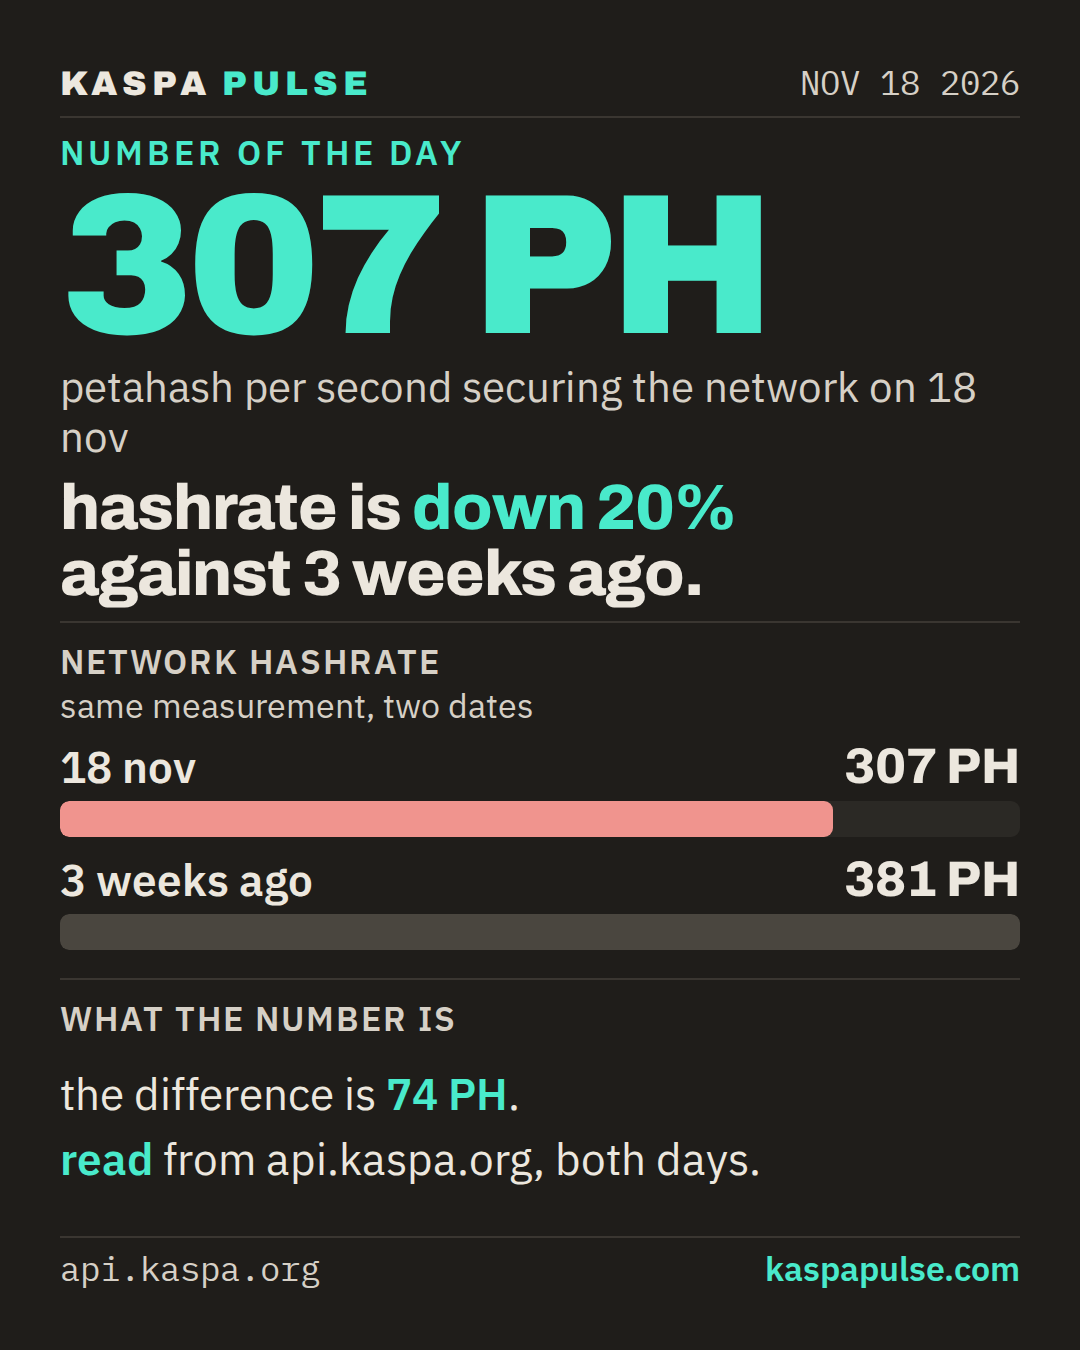 KASPA PULSE
NOV 18 2026
NUMBER OF THE DAY
307 PH
petahash per second securing the network on 18
nov
hashrate is down 20%
against 3 weeks ago.
NETWORK HASHRATE
same measurement, two dates
18 nov
307 PH
3 weeks ago
381 PH
WHAT THE NUMBER IS
the difference is 74 PH.
read from api.kaspa.org, both days.
api.kaspa.org
kaspapulse.com